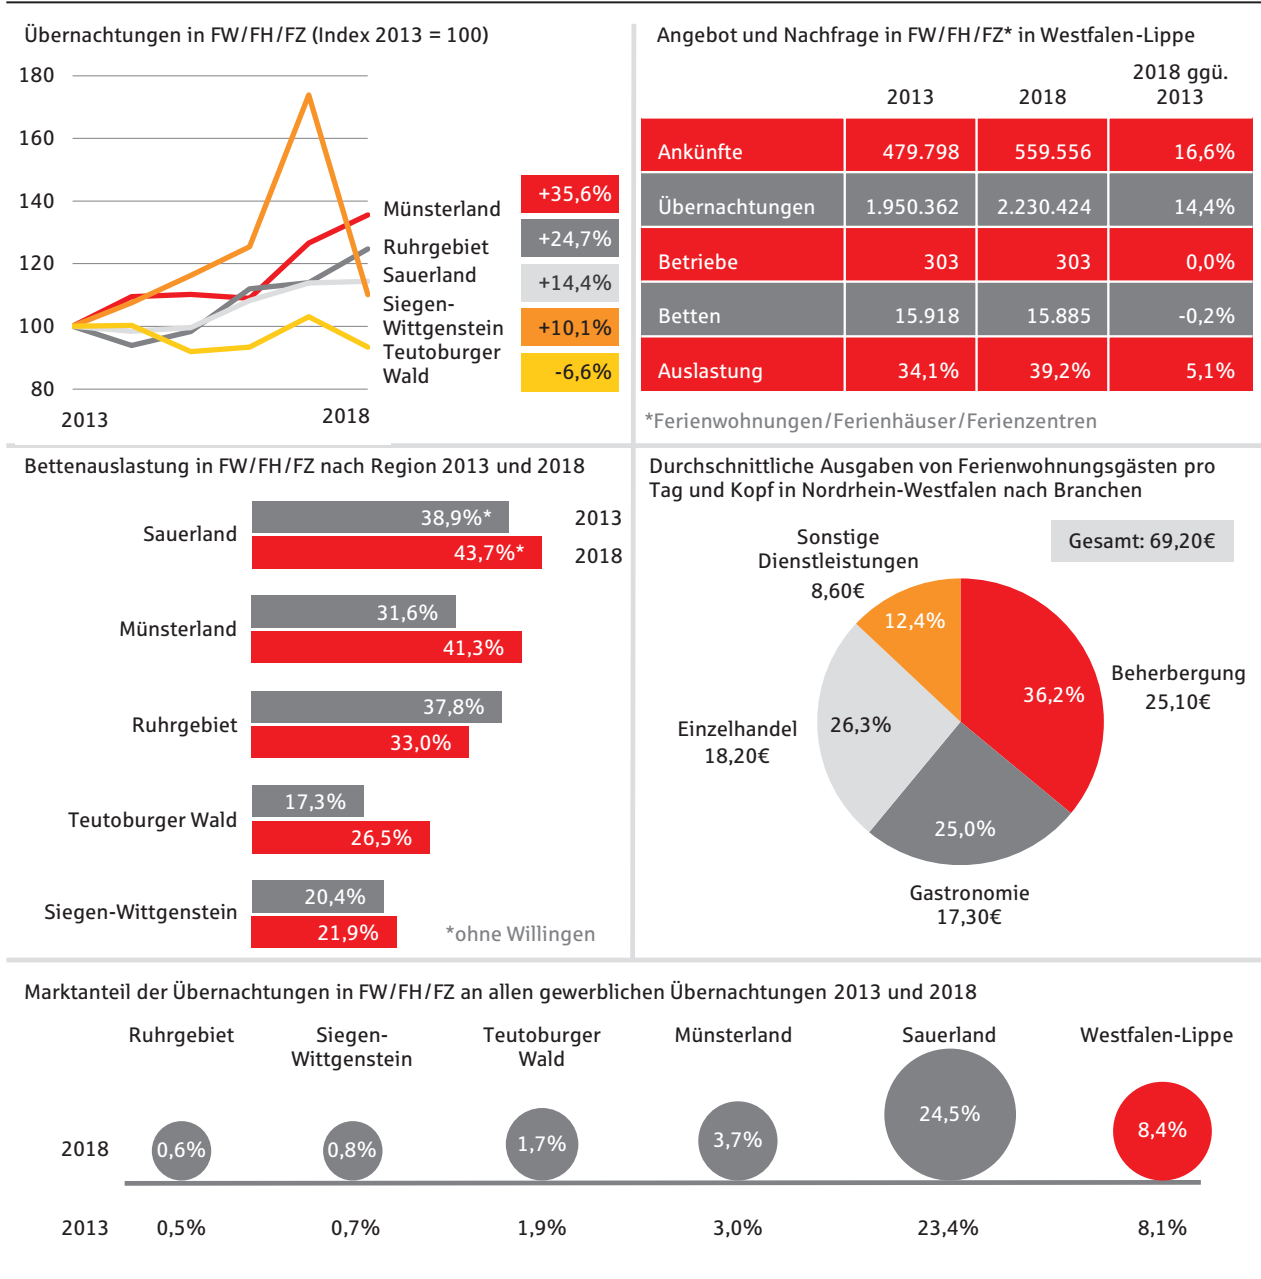 Übernachtungen in FW/FH/FZ (Index 2013 = 100)
180
160
140
120
100
80
2013
2018
Münsterland
+35,6%
Ruhrgebiet
+24,7%
Sauerland
+14,4%
Siegen-
Wittgenstein
+10,1%
Teutoburger
Wald
-6,6%
Angebot und Nachfrage in FW/FH/FZ* in Westfalen-Lippe
2013 2018 2018 ggü.
2013
Ankünfte 479.798 559.556 16,6%
Übernachtungen 1.950.362 2.230.424 14,4%
Betriebe 303 303 0,0%
Betten 15.918 15.885 -0,2%
Auslastung 34,1% 39,2% 5,1%
*Ferienwohnungen/Ferienhäuser/Ferienzentren
Bettenauslastung in FW/FH/FZ nach Region 2013 und 2018
Sauerland
38,9%* 2013
43,7%* 2018
Münsterland
31,6%
41,3%
Ruhrgebiet
37,8%
33,0%
Teutoburger Wald
17,3%
26,5%
Siegen-Wittgenstein
20,4%
21,9%
*ohne Willingen
Durchschnittliche Ausgaben von Ferienwohnungsgästen pro
Tag und Kopf in Nordrhein-Westfalen nach Branchen
Gesamt: 69,20€
Sonstige
Dienstleistungen
8,60€
12,4%
Beherbergung
25,10€
36,2%
Einzelhandel
18,20€
26,3%
25,0%
Gastronomie
17,30€
Marktanteil der Übernachtungen in FW/FH/FZ an allen gewerblichen Übernachtungen 2013 und 2018
Ruhrgebiet
Siegen-
Wittgenstein
Teutoburger
Wald
Münsterland
Sauerland
Westfalen-Lippe
2018 0,6% 0,8% 1,7% 3,7% 24,5% 8,4%
2013 0,5% 0,7% 1,9% 3,0% 23,4% 8,1%